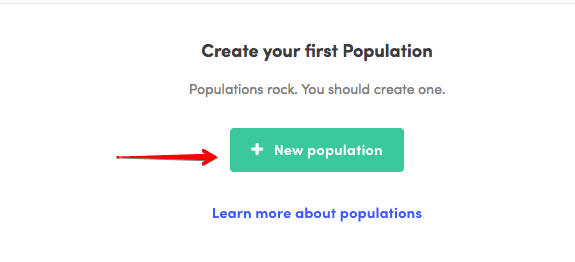 Create your first Population
Populations rock. You should create one.
+ New population
Learn more about populations